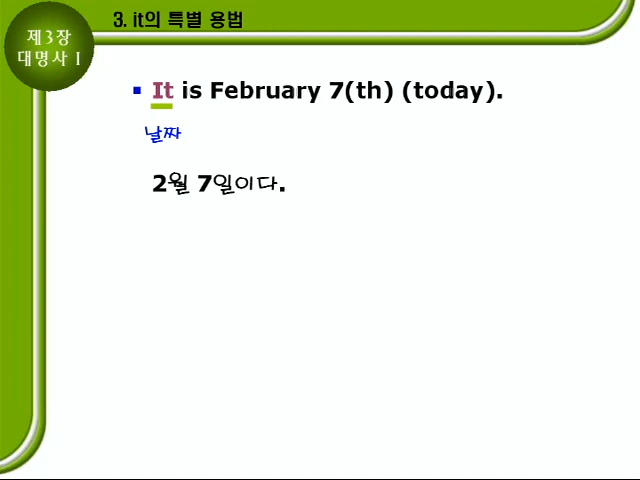 3. it의 특별 용법
제3장
대명사 I
▪ It is February 7(th) (today).
날짜
2월 7일이다.